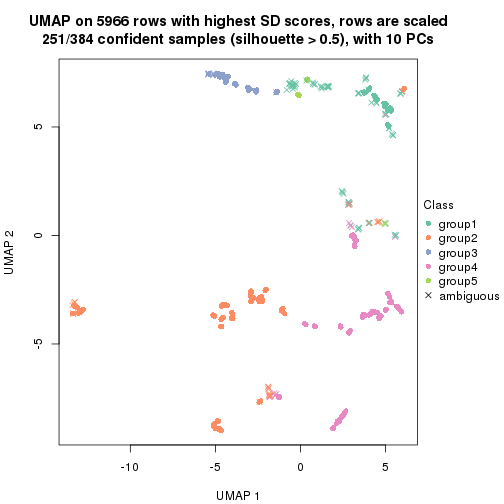 UMAP on 5966 rows with highest SD scores, rows are scaled
251/384 confident samples (silhouette > 0.5), with 10 PCs
UMAP 2
5
0
-5
-10
-5
0
5
UMAP 1
Class
group1
group2
group3
group4
group5
ambiguous